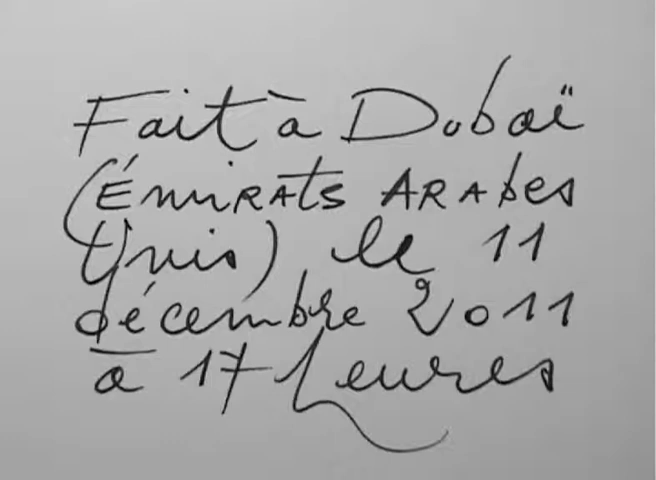 Fait à Dubaï
(Émirats Arabes
Unis) le 11
décembre 2011
à 17 heures